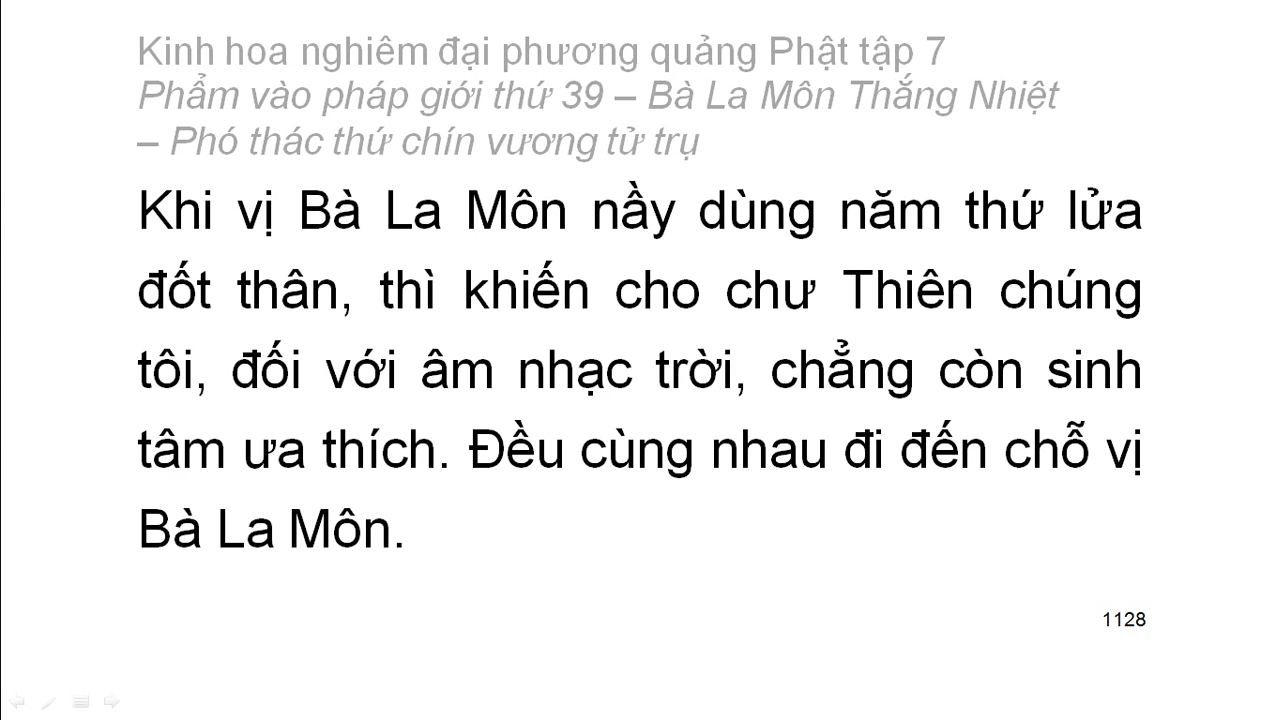 Kinh hoa nghiêm đại phương quảng Phật tập 7
Phẩm vào pháp giới thứ 39 – Bà La Môn Thắng Nhiệt
– Phó thác thứ chín vương tử trụ
Khi vị Bà La Môn nầy dùng năm thứ lửa
đốt thân, thì khiến cho chư Thiên chúng
tôi, đối với âm nhạc trời, chẳng còn sinh
tâm ưa thích. Đều cùng nhau đi đến chỗ vị
Bà La Môn.
1128